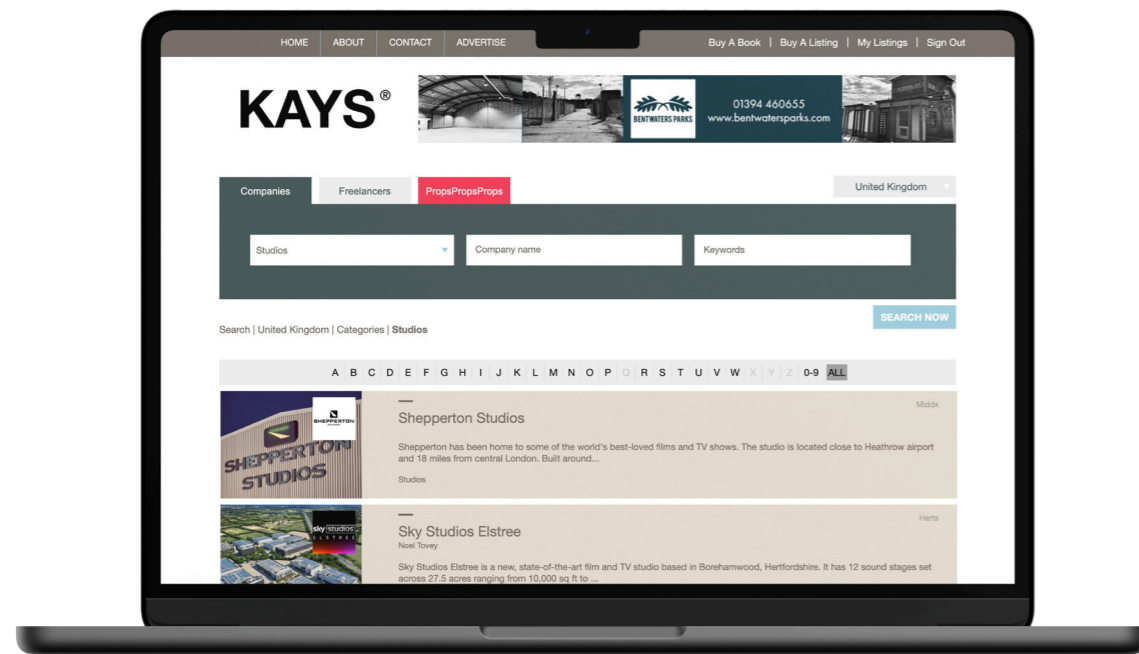 HOME ABOUT CONTACT ADVERTISE Buy A Book | Buy A Listing | My Listings | Sign Out
KAYS®
BENTWATERS PARKS
01394 460655
www.bentwatersparks.com
Companies Freelancers PropsPropsProps United Kingdom
Studios Company name Keywords
SEARCH NOW
Search | United Kingdom | Categories | Studios
A B C D E F G H I J K L M N O P Q R S T U V W X Y Z 0-9 ALL
SHEPPERTON
SHEPPERTON
STUDIOS
Middx
Shepperton Studios
Shepperton has been home to some of the world's best-loved films and TV shows. The studio is located close to Heathrow airport
and 18 miles from central London. Built around...
Studios
sky studios
ELSTREE
Herts
Sky Studios Elstree
Noel Tovey
Sky Studios Elstree is a new, state-of-the-art film and TV studio based in Borehamwood, Hertfordshire. It has 12 sound stages set
across 27.5 acres ranging from 10,000 sq ft to ...